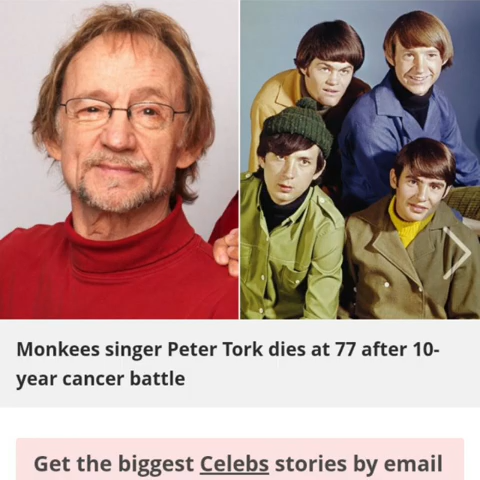 Monkees singer Peter Tork dies at 77 after 10-
year cancer battle
Get the biggest Celebs stories by email